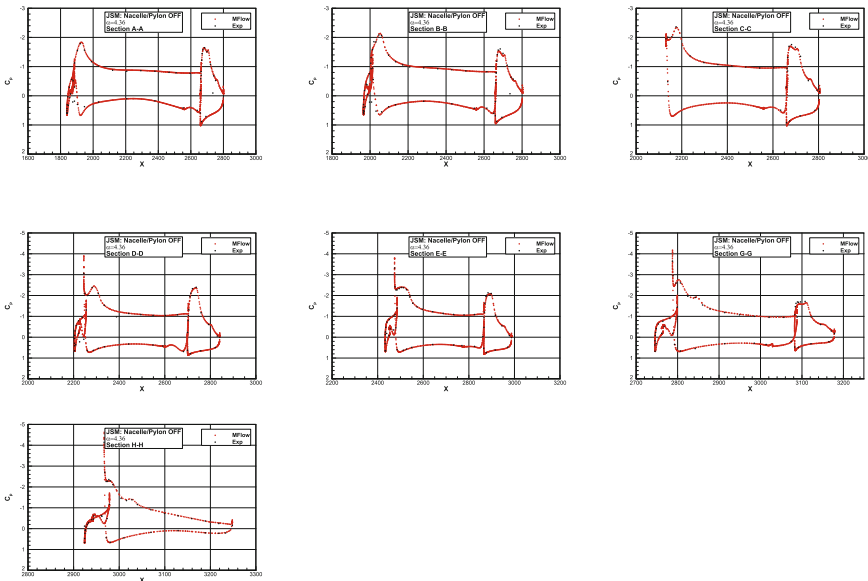 JSM: Nacelle/Pylon OFF
α=4.36
Section A-A
MFlow
Exp
-3
-2
-1
0
1
2
Cp
1600 1800 2000 2200 2400 2600 2800 3000
X
JSM: Nacelle/Pylon OFF
α=4.36
Section B-B
MFlow
Exp
-3
-2
-1
0
1
2
Cp
1800 2000 2200 2400 2600 2800 3000
X
JSM: Nacelle/Pylon OFF
α=4.36
Section C-C
MFlow
Exp
-3
-2
-1
0
1
2
Cp
2000 2200 2400 2600 2800 3000
X
JSM: Nacelle/Pylon OFF
α=4.36
Section D-D
MFlow
Exp
-5
-4
-3
-2
-1
0
1
2
Cp
2000 2200 2400 2600 2800 3000
X
JSM: Nacelle/Pylon OFF
α=4.36
Section E-E
MFlow
Exp
-5
-4
-3
-2
-1
0
1
2
Cp
2200 2400 2600 2800 3000 3200
X
JSM: Nacelle/Pylon OFF
α=4.36
Section G-G
MFlow
Exp
-5
-4
-3
-2
-1
0
1
2
Cp
2700 2800 2900 3000 3100 3200
X
JSM: Nacelle/Pylon OFF
α=4.36
Section H-H
MFlow
Exp
-5
-4
-3
-2
-1
0
1
2
Cp
2800 2900 3000 3100 3200 3300
X